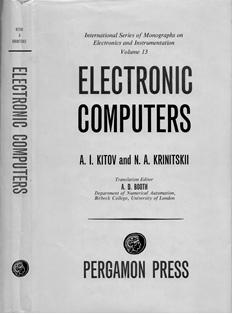 KITOV
&
KRINITSKII
ELECTRONIC COMPUTERS
International Series of Monographs on
Electronics and Instrumentation
Volume 13
ELECTRONIC
COMPUTERS
A. I. KITOV and N. A. KRINITSKII
Translation Editor
A. D. BOOTH
Department of Numerical Automation,
Birkbeck College, University of London
PERGAMON PRESS